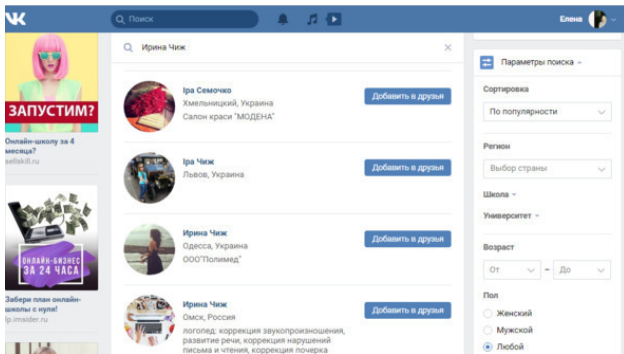 Поиск
Елена
ЗАПУСТИМ?
Онлайн-школу за 4
месяца?
sellskill.ru
ОНЛАЙН-БИЗНЕС
ЗА 24 ЧАСА
Забери план онлайн-
школы с нуля!
lp.imsider.ru
Ирина Чиж
Іра Семочко
Хмельницкий, Украина
Салон краси "МОДЕНА"
Добавить в друзья
Іра Чиж
Львов, Украина
Добавить в друзья
Ирина Чиж
Одесса, Украина
ООО"Полимед"
Добавить в друзья
Ирина Чиж
Омск, Россия
логопед: коррекция звукопроизношения,
развитие речи, коррекция нарушений
письма и чтения, коррекция почерка
Добавить в друзья
Параметры поиска
Сортировка
По популярности
Регион
Выбор страны
Школа
Университет
Возраст
От – До
Пол
Женский
Мужской
Любой